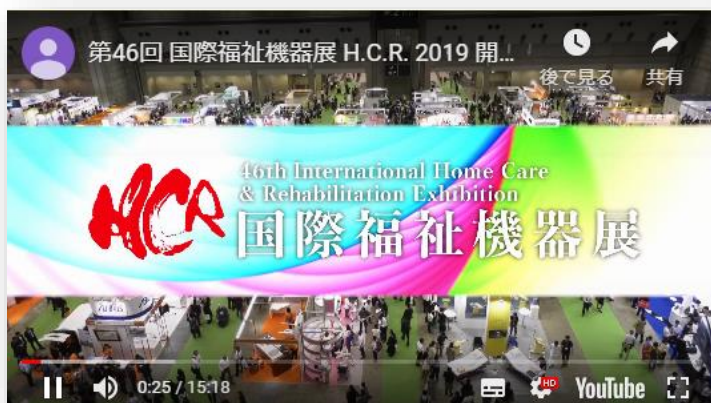 第46回 国際福祉機器展 H.C.R. 2019 開...
後で見る
共有
46th International Home Care
& Rehabilitation Exhibition
HCR
国際福祉機器展
0:25 / 15:18
HD
YouTube